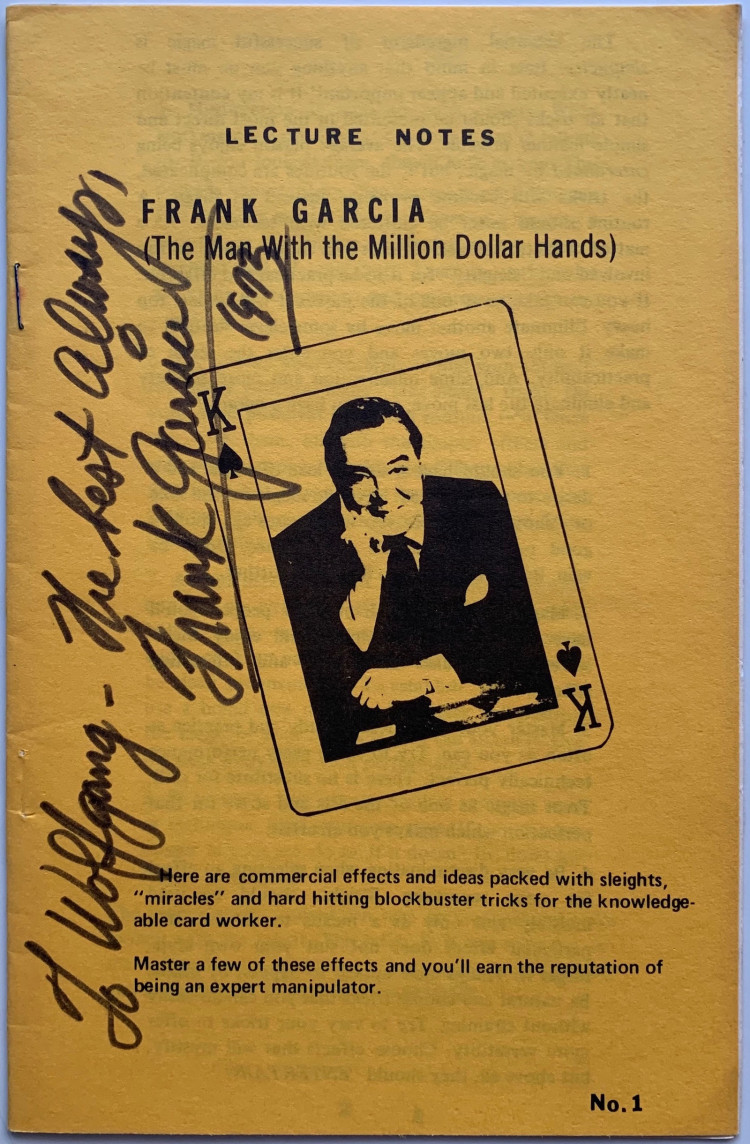 LECTURE NOTES
FRANK GARCIA
(The Man With the Million Dollar Hands)
To Wolfgang - The best always,
Frank Garcia
1973
K
K
Here are commercial effects and ideas packed with sleights,
"miracles" and hard hitting blockbuster tricks for the knowledge-
able card worker.
Master a few of these effects and you'll earn the reputation of
being an expert manipulator.
No.1